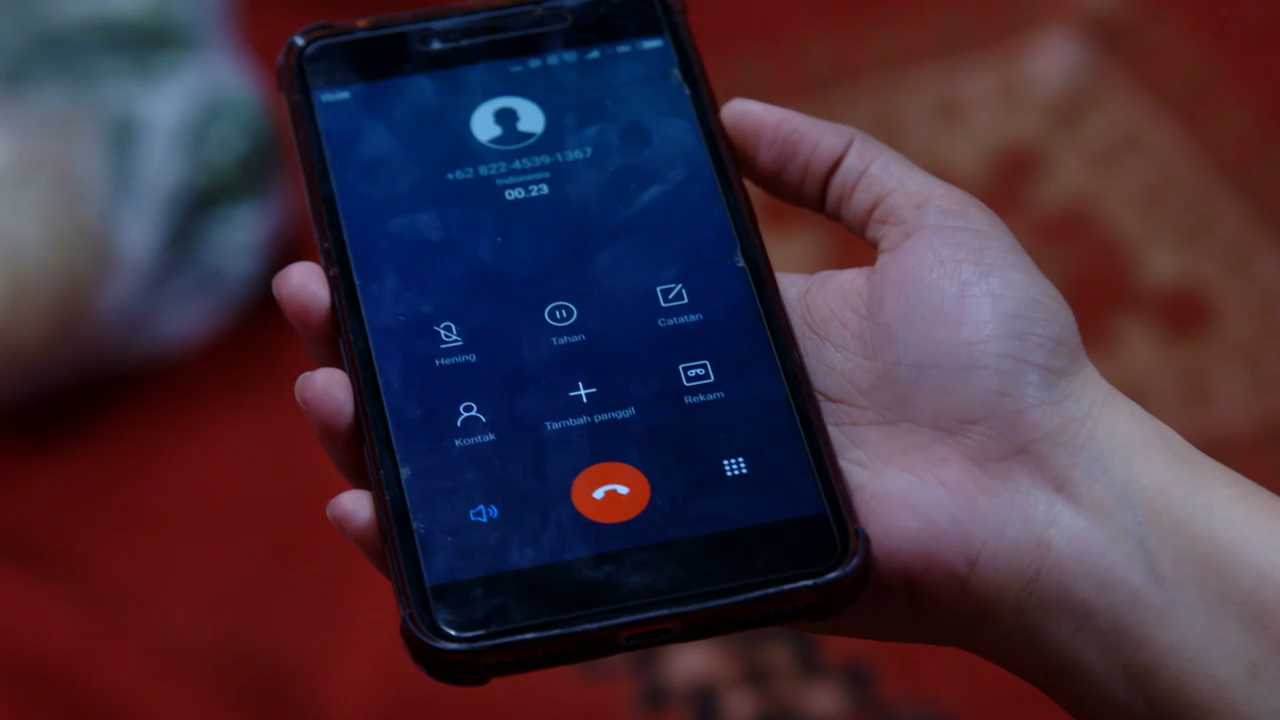 +62 822-4539-1367
Indonesia
00.23
Hening
Tahan
Catatan
Kontak
Tambah panggil
Rekam